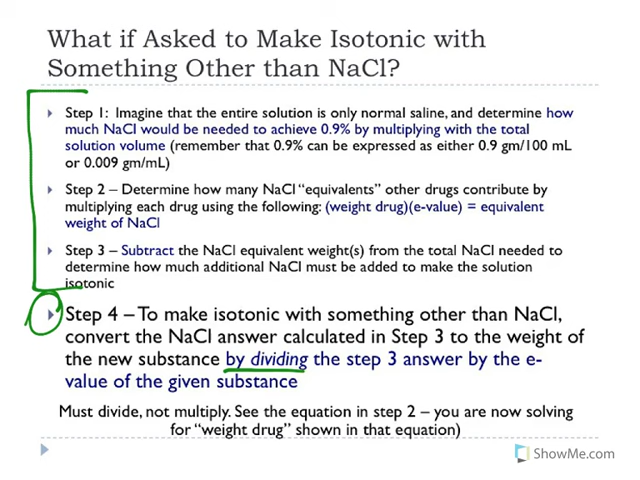 What if Asked to Make Isotonic with
Something Other than NaCl?
Step 1: Imagine that the entire solution is only normal saline, and determine how
much NaCl would be needed to achieve 0.9% by multiplying with the total
solution volume (remember that 0.9% can be expressed as either 0.9 gm/100 mL
or 0.009 gm/mL)
Step 2 – Determine how many NaCl “equivalents” other drugs contribute by
multiplying each drug using the following: (weight drug)(e-value) = equivalent
weight of NaCl
Step 3 – Subtract the NaCl equivalent weight(s) from the total NaCl needed to
determine how much additional NaCl must be added to make the solution
isotonic
Step 4 – To make isotonic with something other than NaCl,
convert the NaCl answer calculated in Step 3 to the weight of
the new substance by dividing the step 3 answer by the e-
value of the given substance
Must divide, not multiply. See the equation in step 2 – you are now solving
for “weight drug” shown in that equation)
ShowMe.com